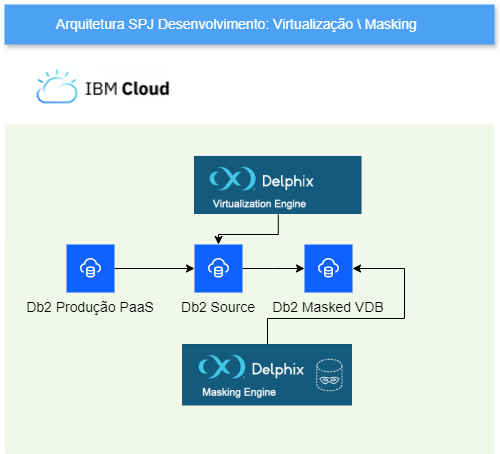 Arquitetura SPJ Desenvolvimento: Virtualização \ Masking
IBM Cloud
Delphix
Virtualization Engine
Db2 Produção PaaS
Db2 Source
Db2 Masked VDB
Delphix
Masking Engine